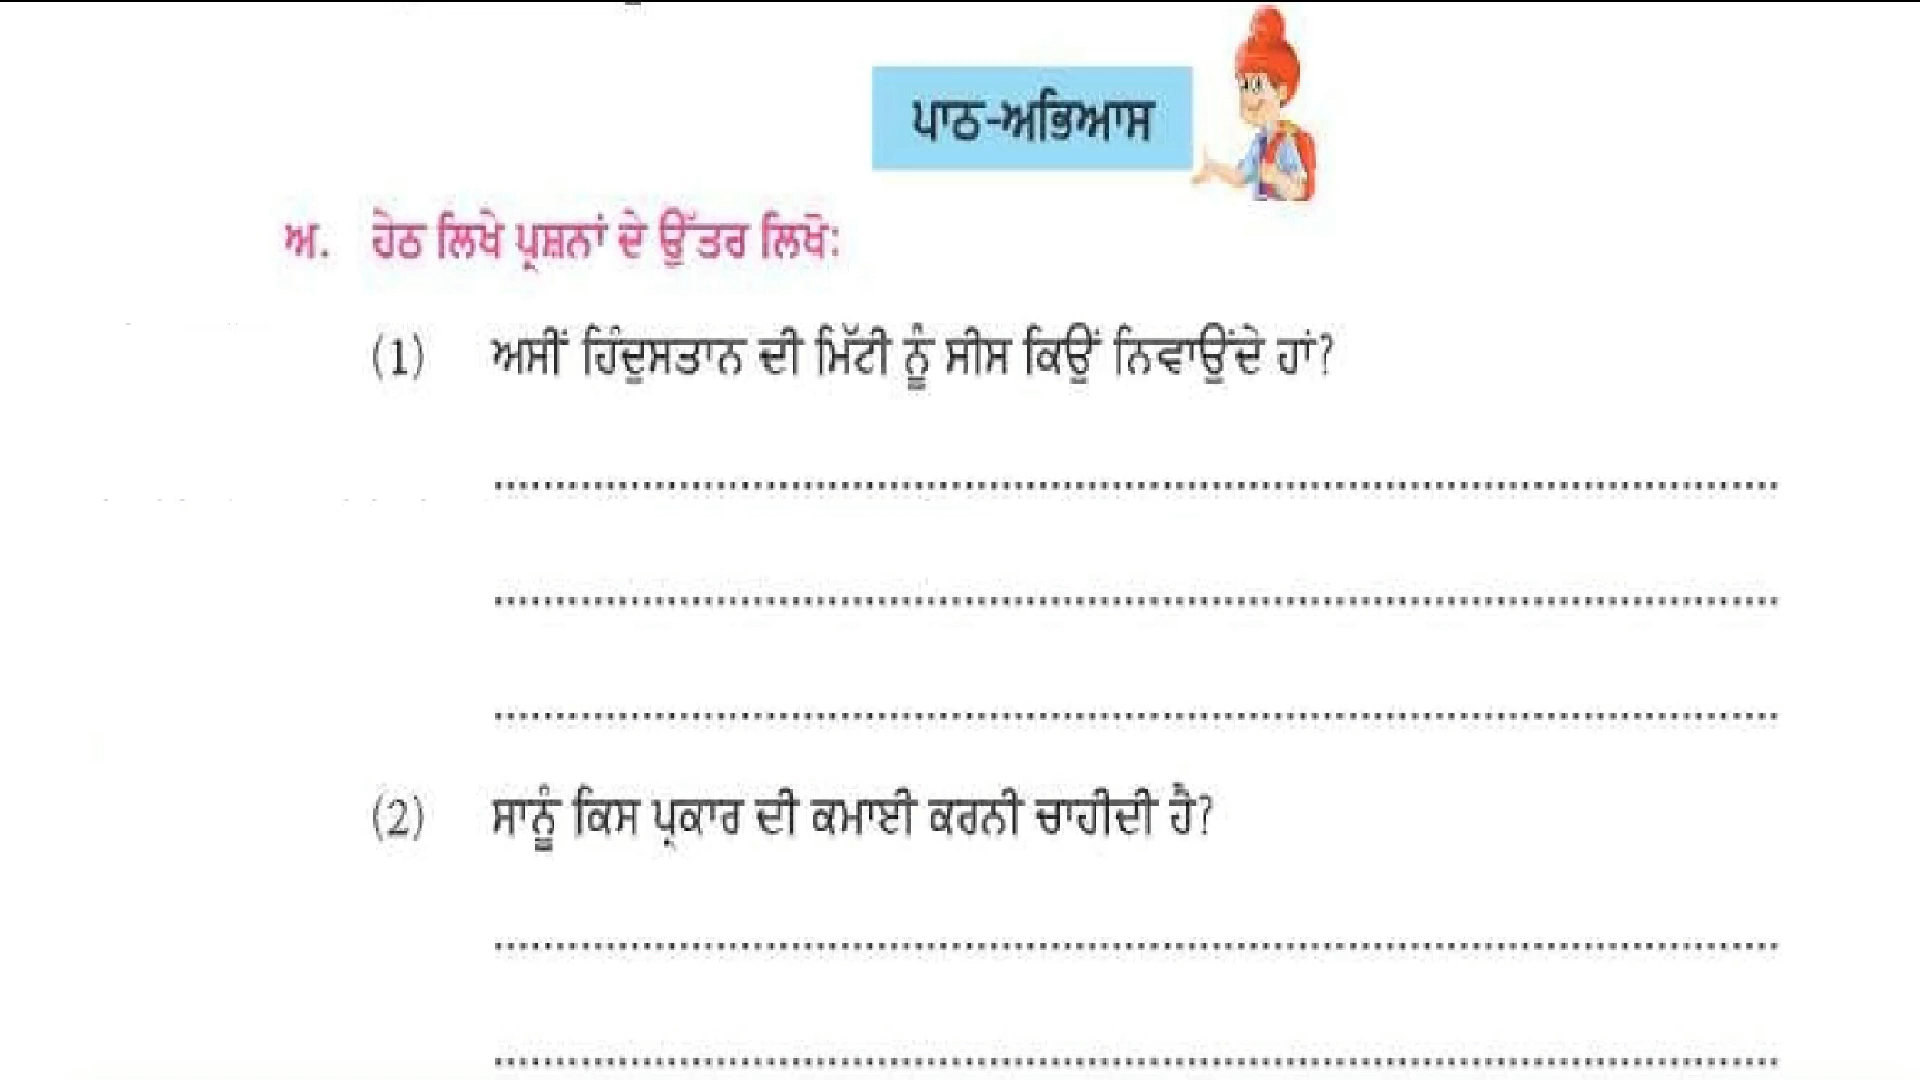 ਪਾਠ-ਅਭਿਆਸ
ਅ. ਹੇਠ ਲਿਖੇ ਪ੍ਰਸ਼ਨਾਂ ਦੇ ਉੱਤਰ ਲਿਖੋ:
(1) ਅਸੀਂ ਹਿੰਦੁਸਤਾਨ ਦੀ ਮਿੱਟੀ ਨੂੰ ਸੀਸ ਕਿਉਂ ਨਿਵਾਉਂਦੇ ਹਾਂ?
(2) ਸਾਨੂੰ ਕਿਸ ਪ੍ਰਕਾਰ ਦੀ ਕਮਾਈ ਕਰਨੀ ਚਾਹੀਦੀ ਹੈ?